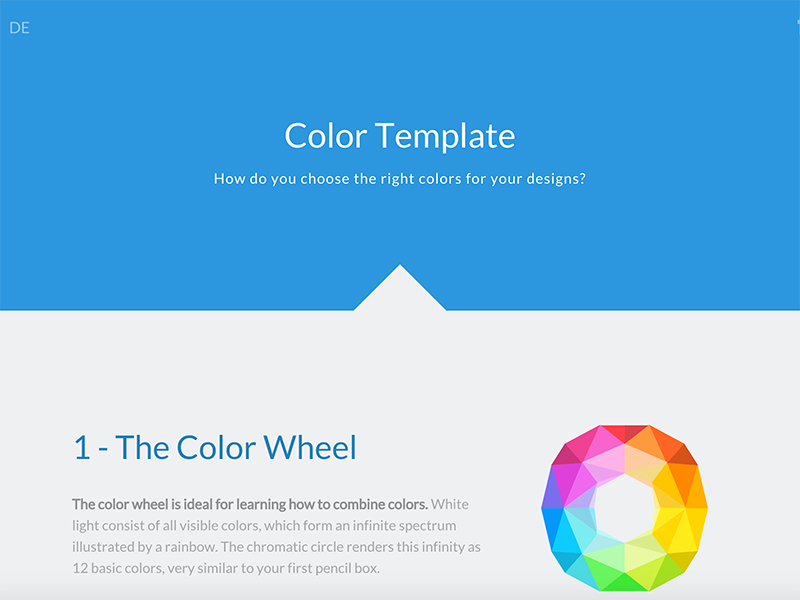 DE
Color Template
How do you choose the right colors for your designs?
1 - The Color Wheel
The color wheel is ideal for learning how to combine colors. White
light consist of all visible colors, which form an infinite spectrum
illustrated by a rainbow. The chromatic circle renders this infinity as
12 basic colors, very similar to your first pencil box.